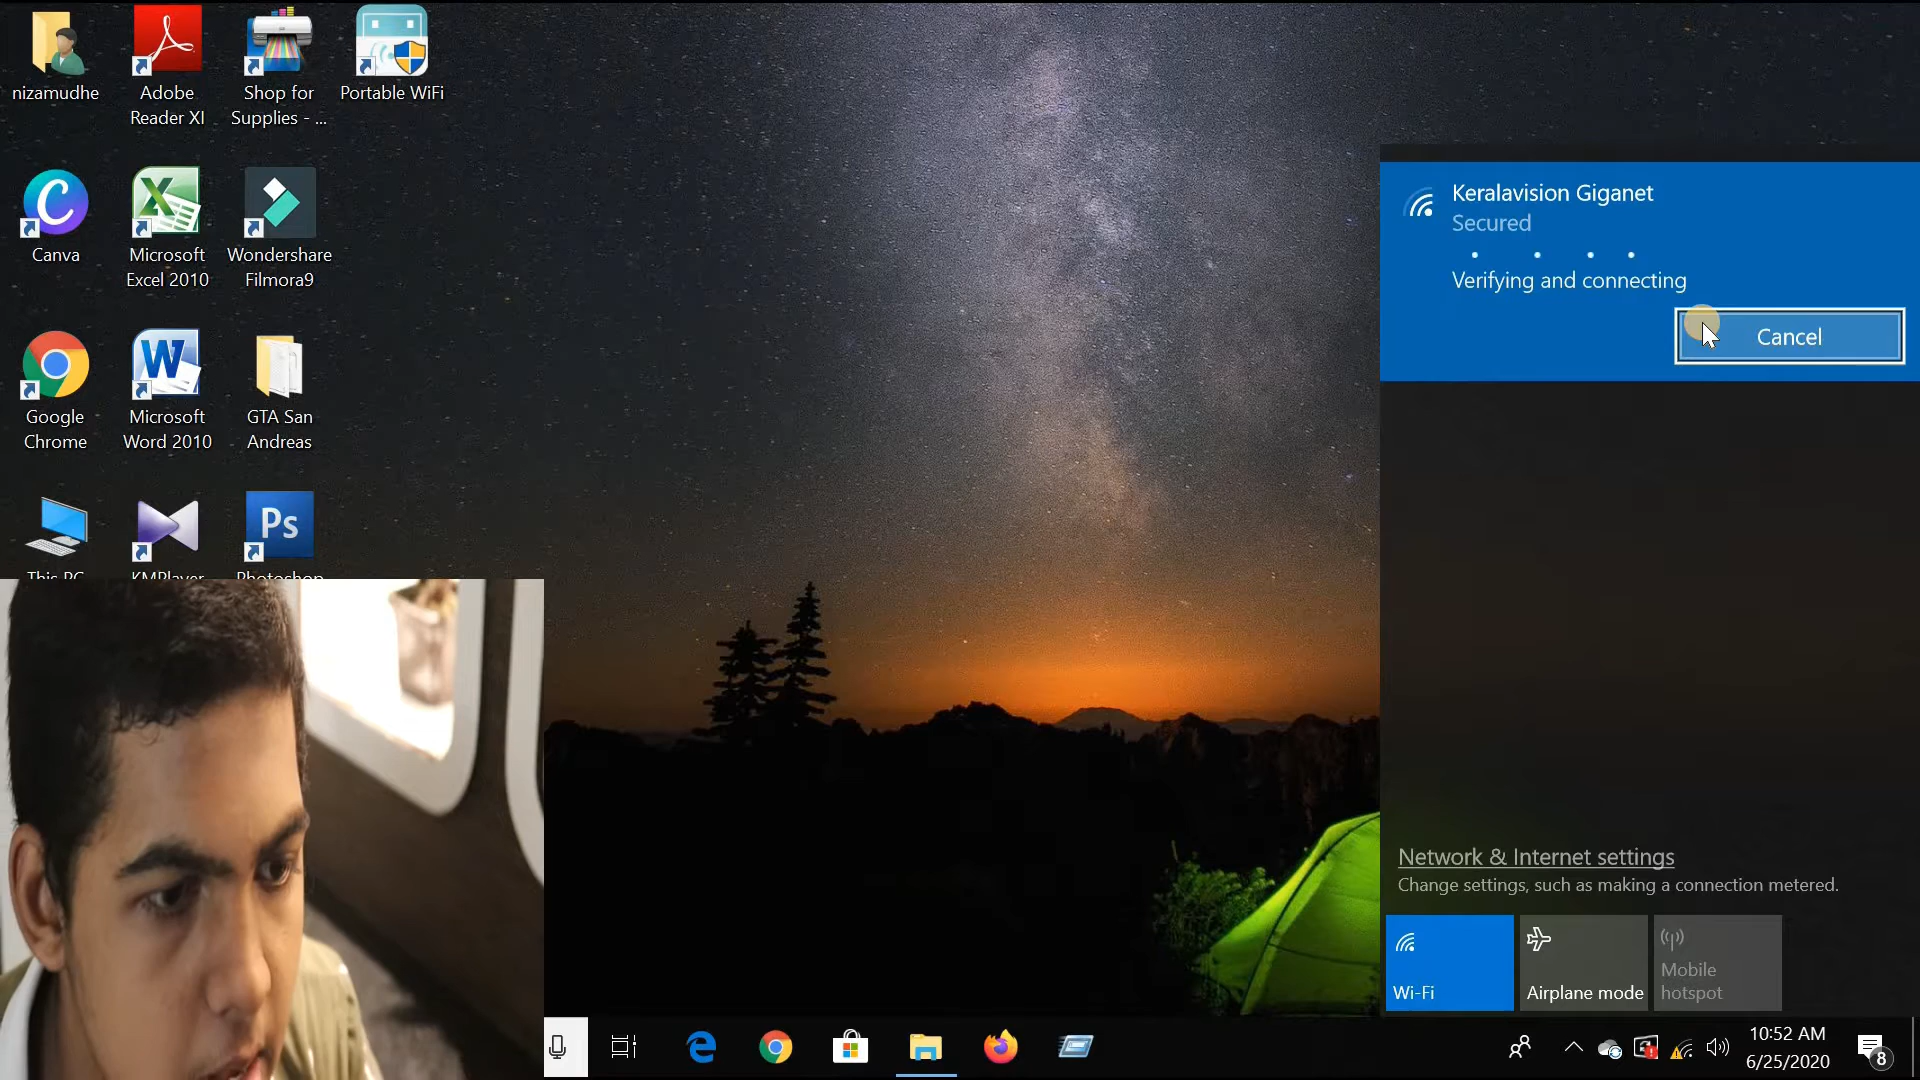 nizamudhe
Adobe
Reader XI
Shop for
Supplies - ...
Portable WiFi
Canva
Microsoft
Excel 2010
Wondershare
Filmora9
Google
Chrome
Microsoft
Word 2010
GTA San
Andreas
Ps
This PC
KMPlayer
Photoshop
Keralavision Giganet
Secured
Verifying and connecting
Cancel
Network & Internet settings
Change settings, such as making a connection metered.
Wi-Fi
Airplane mode
Mobile
hotspot
10:52 AM
6/25/2020
8